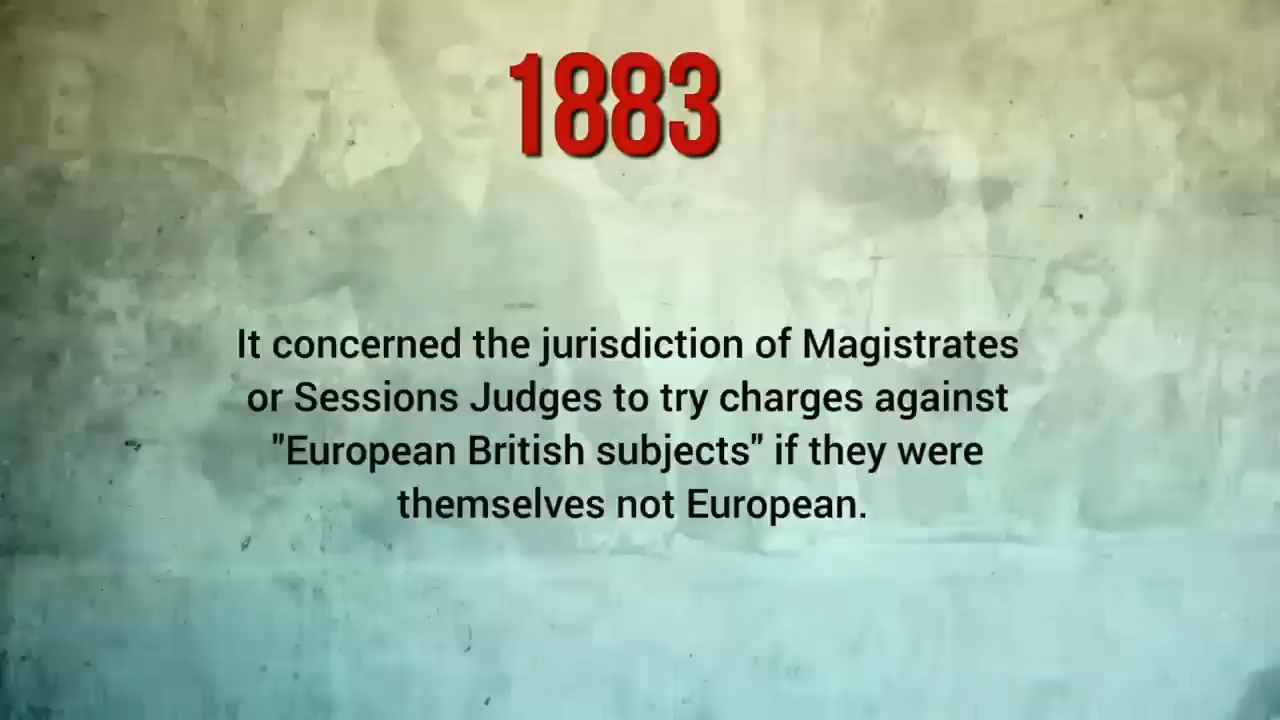 1883
It concerned the jurisdiction of Magistrates
or Sessions Judges to try charges against
"European British subjects" if they were
themselves not European.